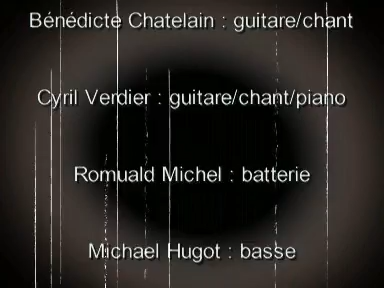 Bénédicte Chatelain : guitare/chant
Cyril Verdier : guitare/chant/piano
Romuald Michel : batterie
Michael Hugot : basse